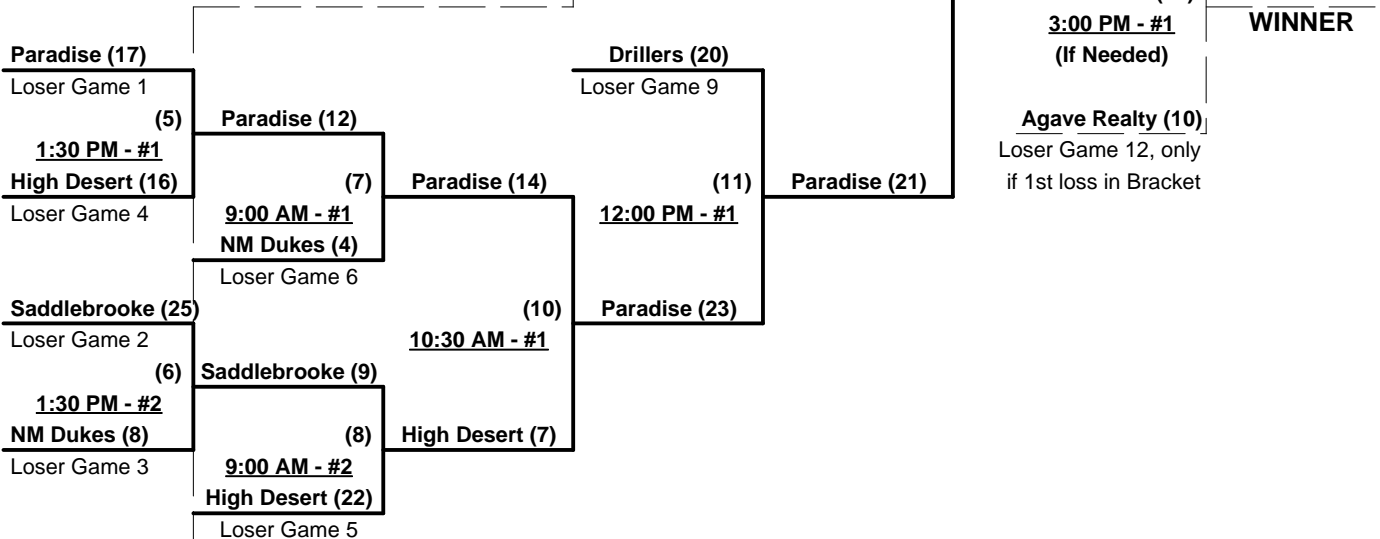 3:00 PM - #1
WINNER
Paradise (17)
Drillers (20)
(If Needed)
Loser Game 1
Loser Game 9
(5)
Paradise (12)
Agave Realty (10)
1:30 PM - #1
Loser Game 12, only
High Desert (16)
(7)
Paradise (14)
(11)
Paradise (21)
if 1st loss in Bracket
Loser Game 4
9:00 AM - #1
12:00 PM - #1
NM Dukes (4)
Loser Game 6
Saddlebrooke (25)
(10)
Paradise (23)
Loser Game 2
10:30 AM - #1
(6)
Saddlebrooke (9)
1:30 PM - #2
NM Dukes (8)
(8)
High Desert (7)
Loser Game 3
9:00 AM - #2
High Desert (22)
Loser Game 5